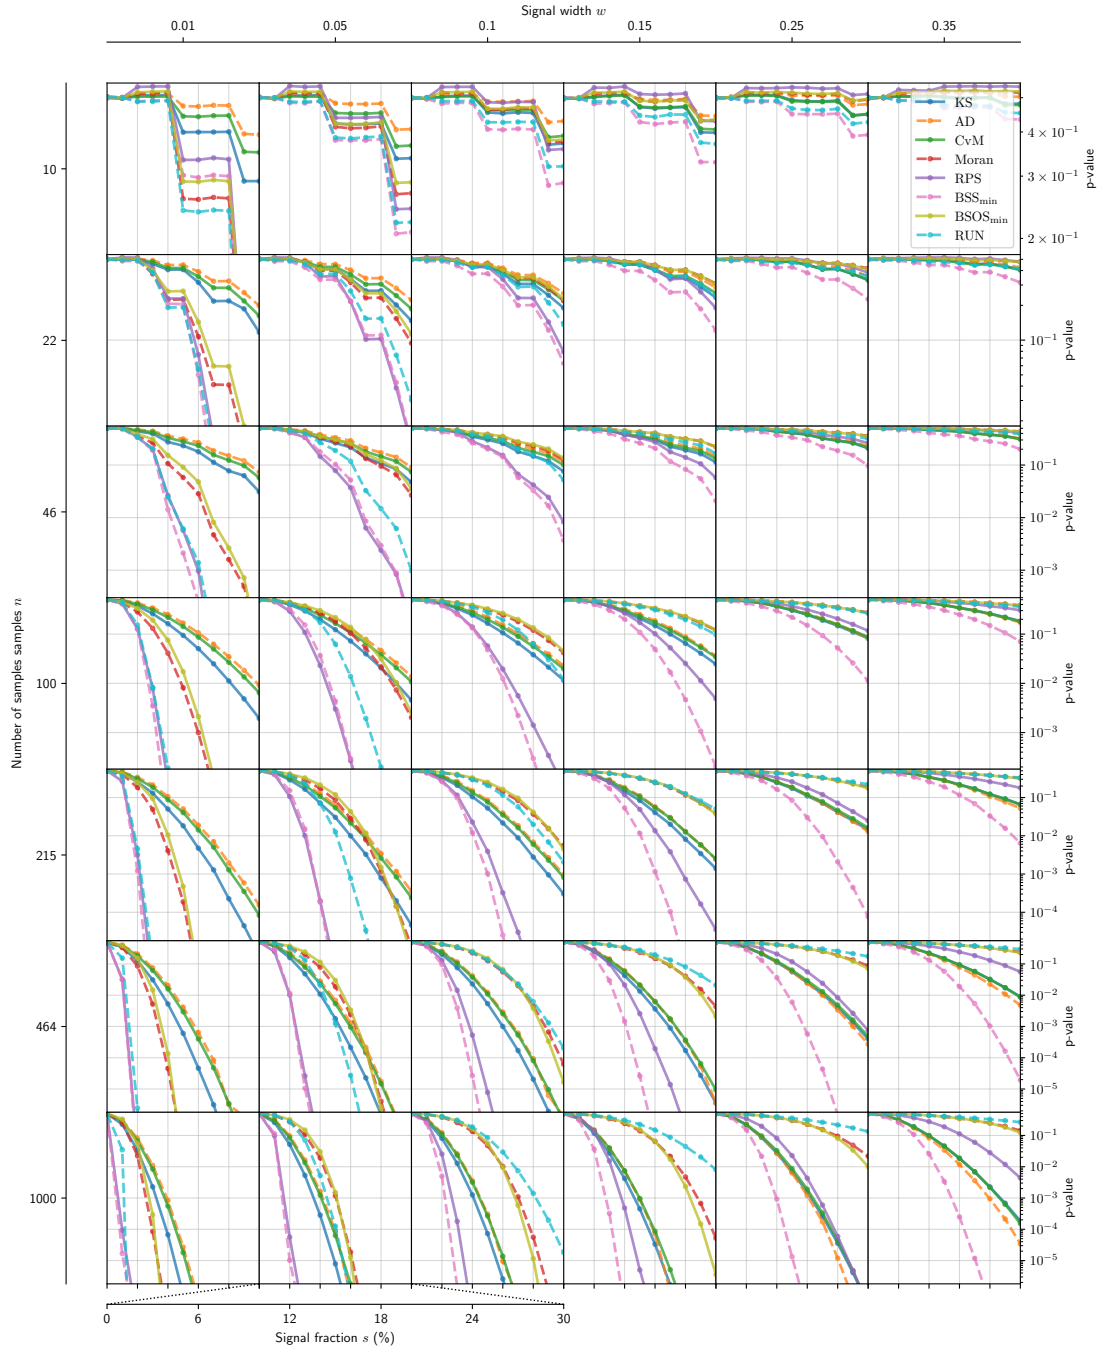 Signal width w
0.01 0.05 0.1 0.15 0.25 0.35
KS
AD
CvM
Moran
RPS
BSS_min
BSOS_min
RUN
4 × 10^−1
3 × 10^−1
2 × 10^−1
p-value
10
10^−1
p-value
22
10^−1
10^−2
10^−3
p-value
46
10^−1
10^−2
10^−3
p-value
100
Number of samples samples n
10^−1
10^−2
10^−3
10^−4
p-value
215
10^−1
10^−2
10^−3
10^−4
10^−5
p-value
464
10^−1
10^−2
10^−3
10^−4
10^−5
p-value
1000
0 6 12 18 24 30
Signal fraction s (%)